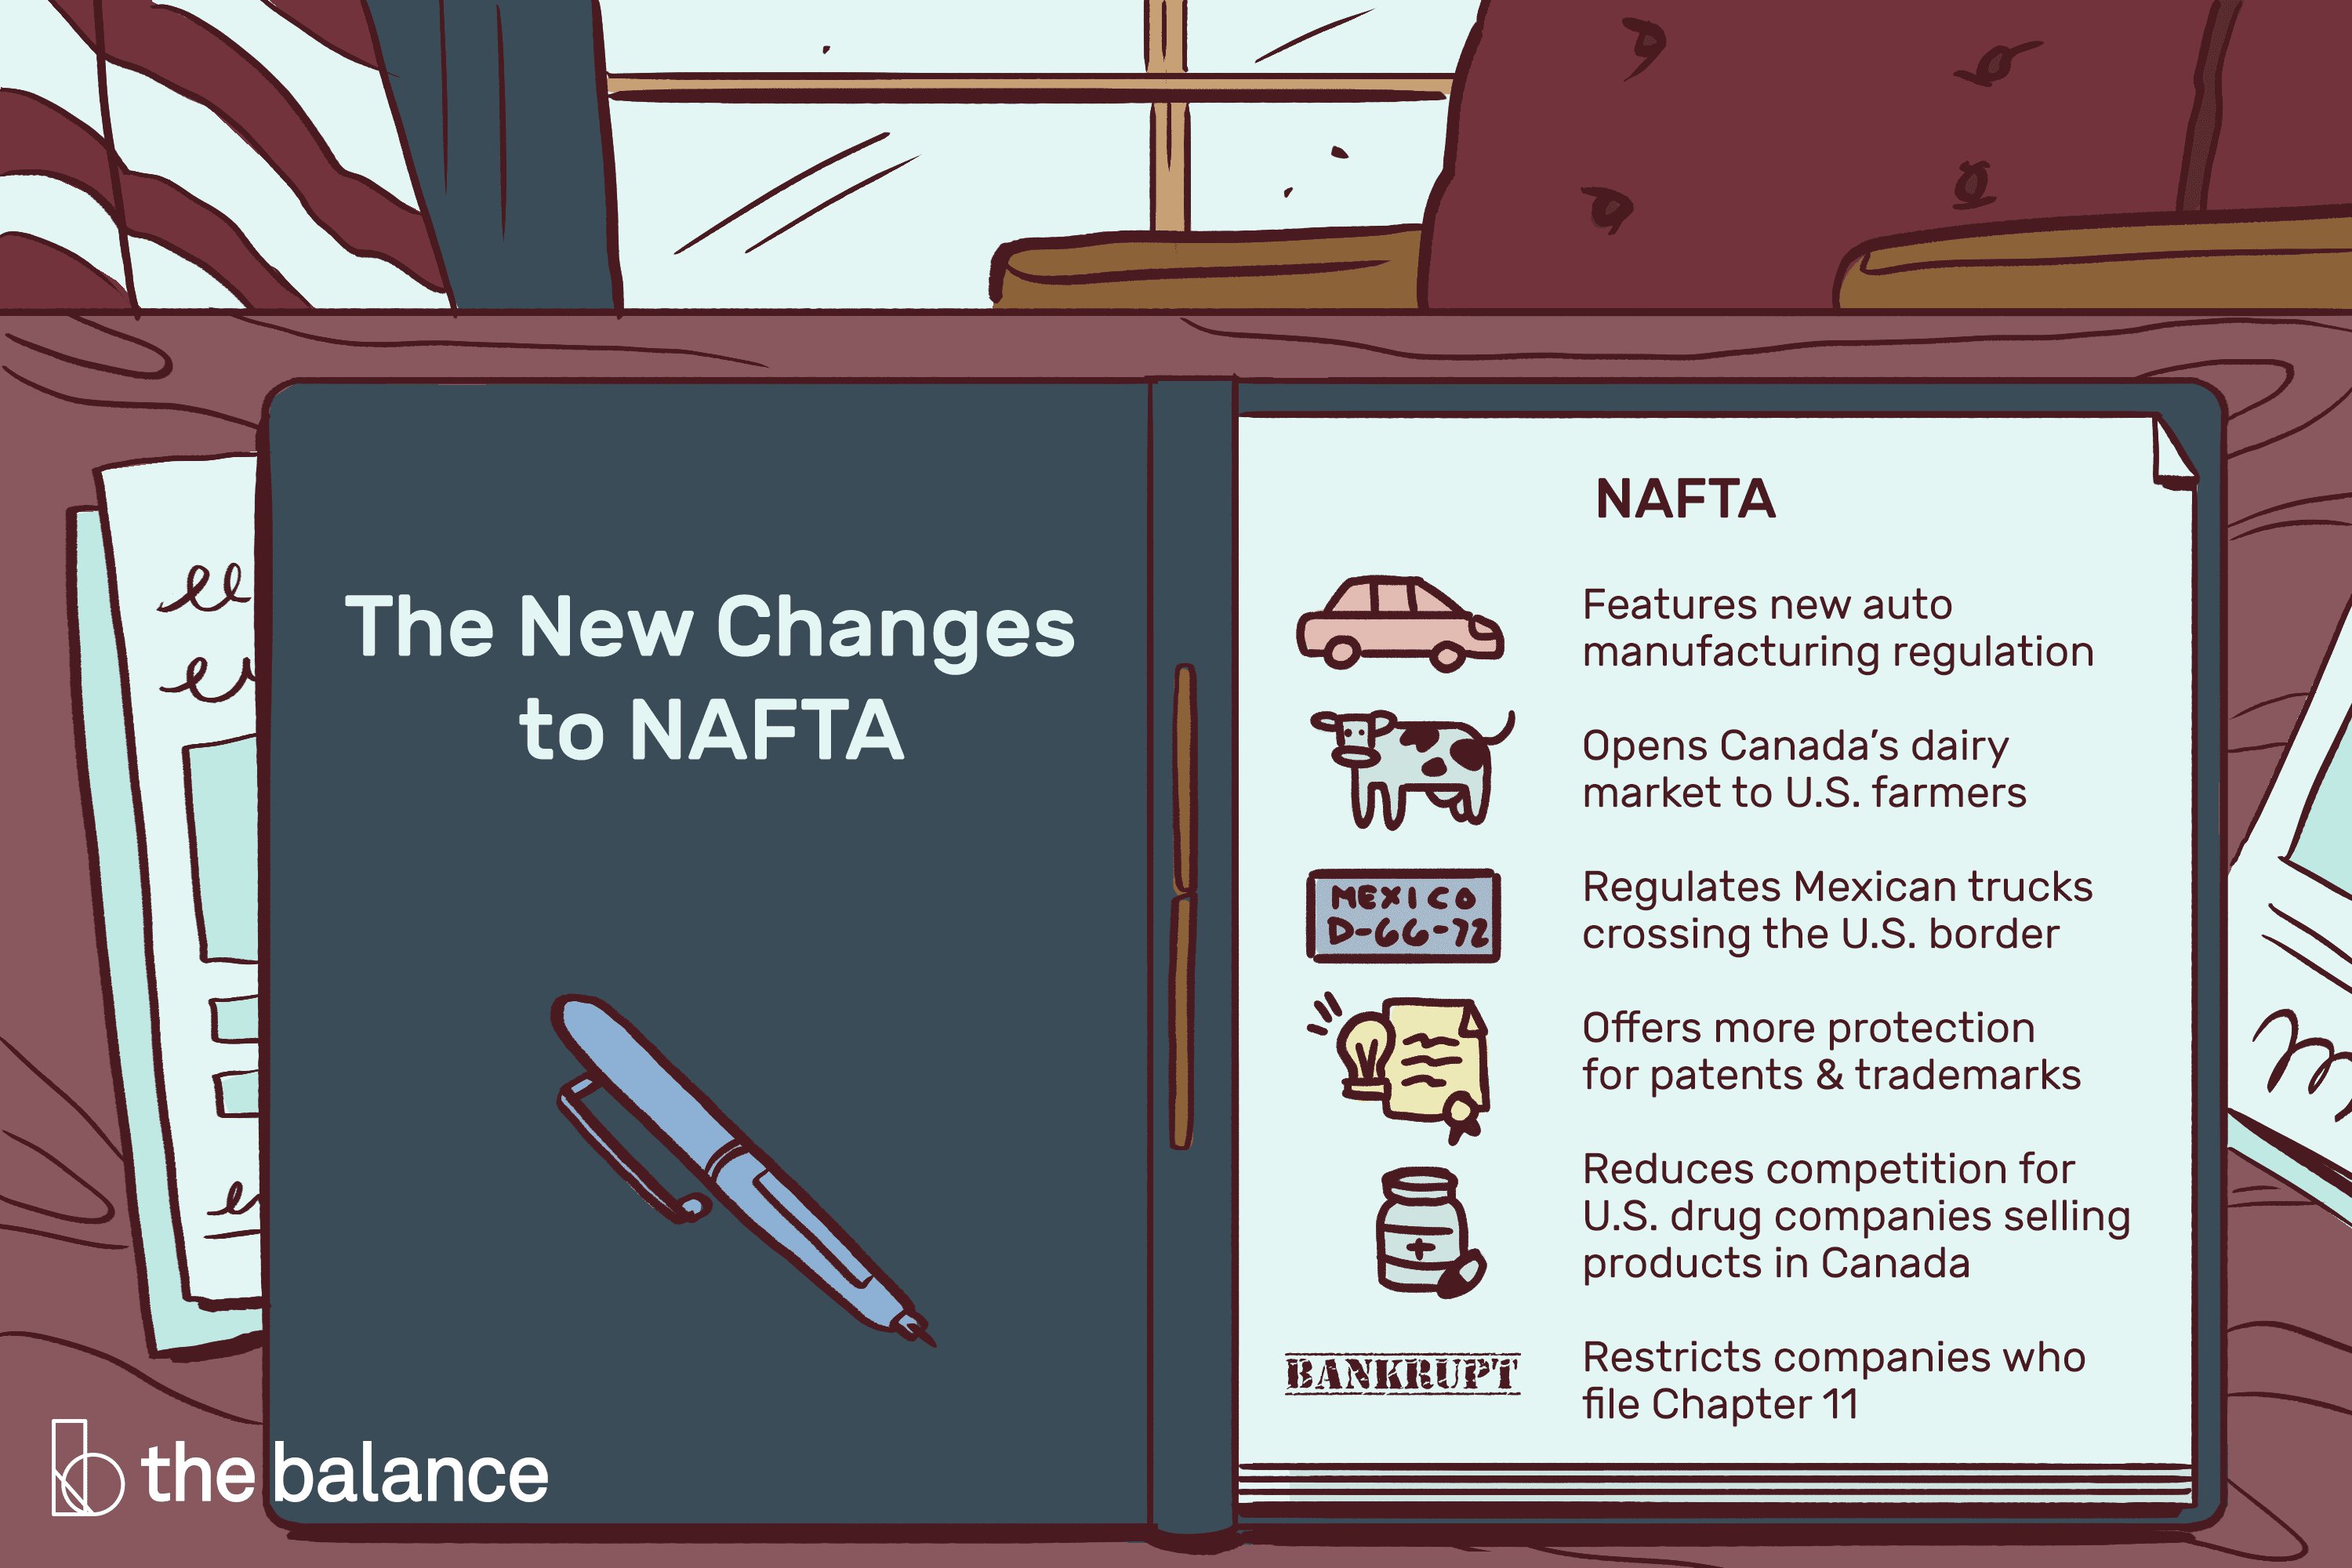 The New Changes
to NAFTA
NAFTA
Features new auto
manufacturing regulation
Opens Canada's dairy
market to U.S. farmers
MEXICO
D-66-72
Regulates Mexican trucks
crossing the U.S. border
Offers more protection
for patents & trademarks
Reduces competition for
U.S. drug companies selling
products in Canada
BANKRUPT
Restricts companies who
file Chapter 11
the balance